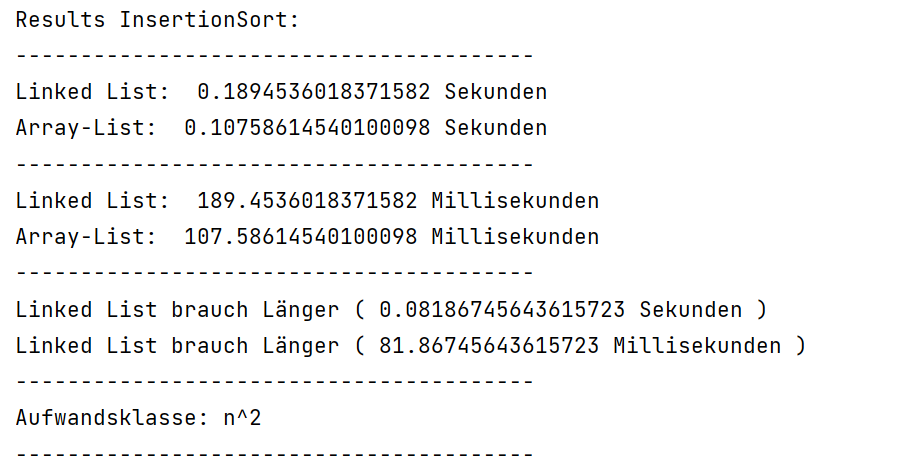 Results InsertionSort:
----------------------------------------
Linked List:  0.1894536018371582 Sekunden
Array-List:  0.10758614540100098 Sekunden
----------------------------------------
Linked List:  189.4536018371582 Millisekunden
Array-List:  107.58614540100098 Millisekunden
----------------------------------------
Linked List brauch Länger ( 0.08186745643615723 Sekunden )
Linked List brauch Länger ( 81.86745643615723 Millisekunden )
----------------------------------------
Aufwandsklasse: n^2
----------------------------------------